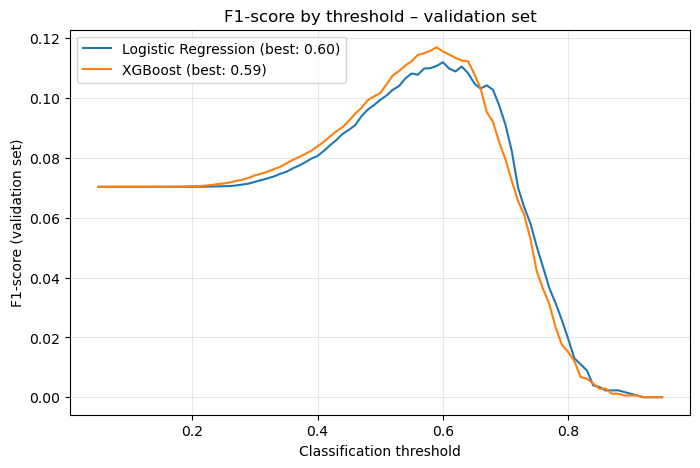 F1-score by threshold – validation set
Logistic Regression (best: 0.60)
XGBoost (best: 0.59)
F1-score (validation set)
0.12
0.10
0.08
0.06
0.04
0.02
0.00
0.2 0.4 0.6 0.8
Classification threshold